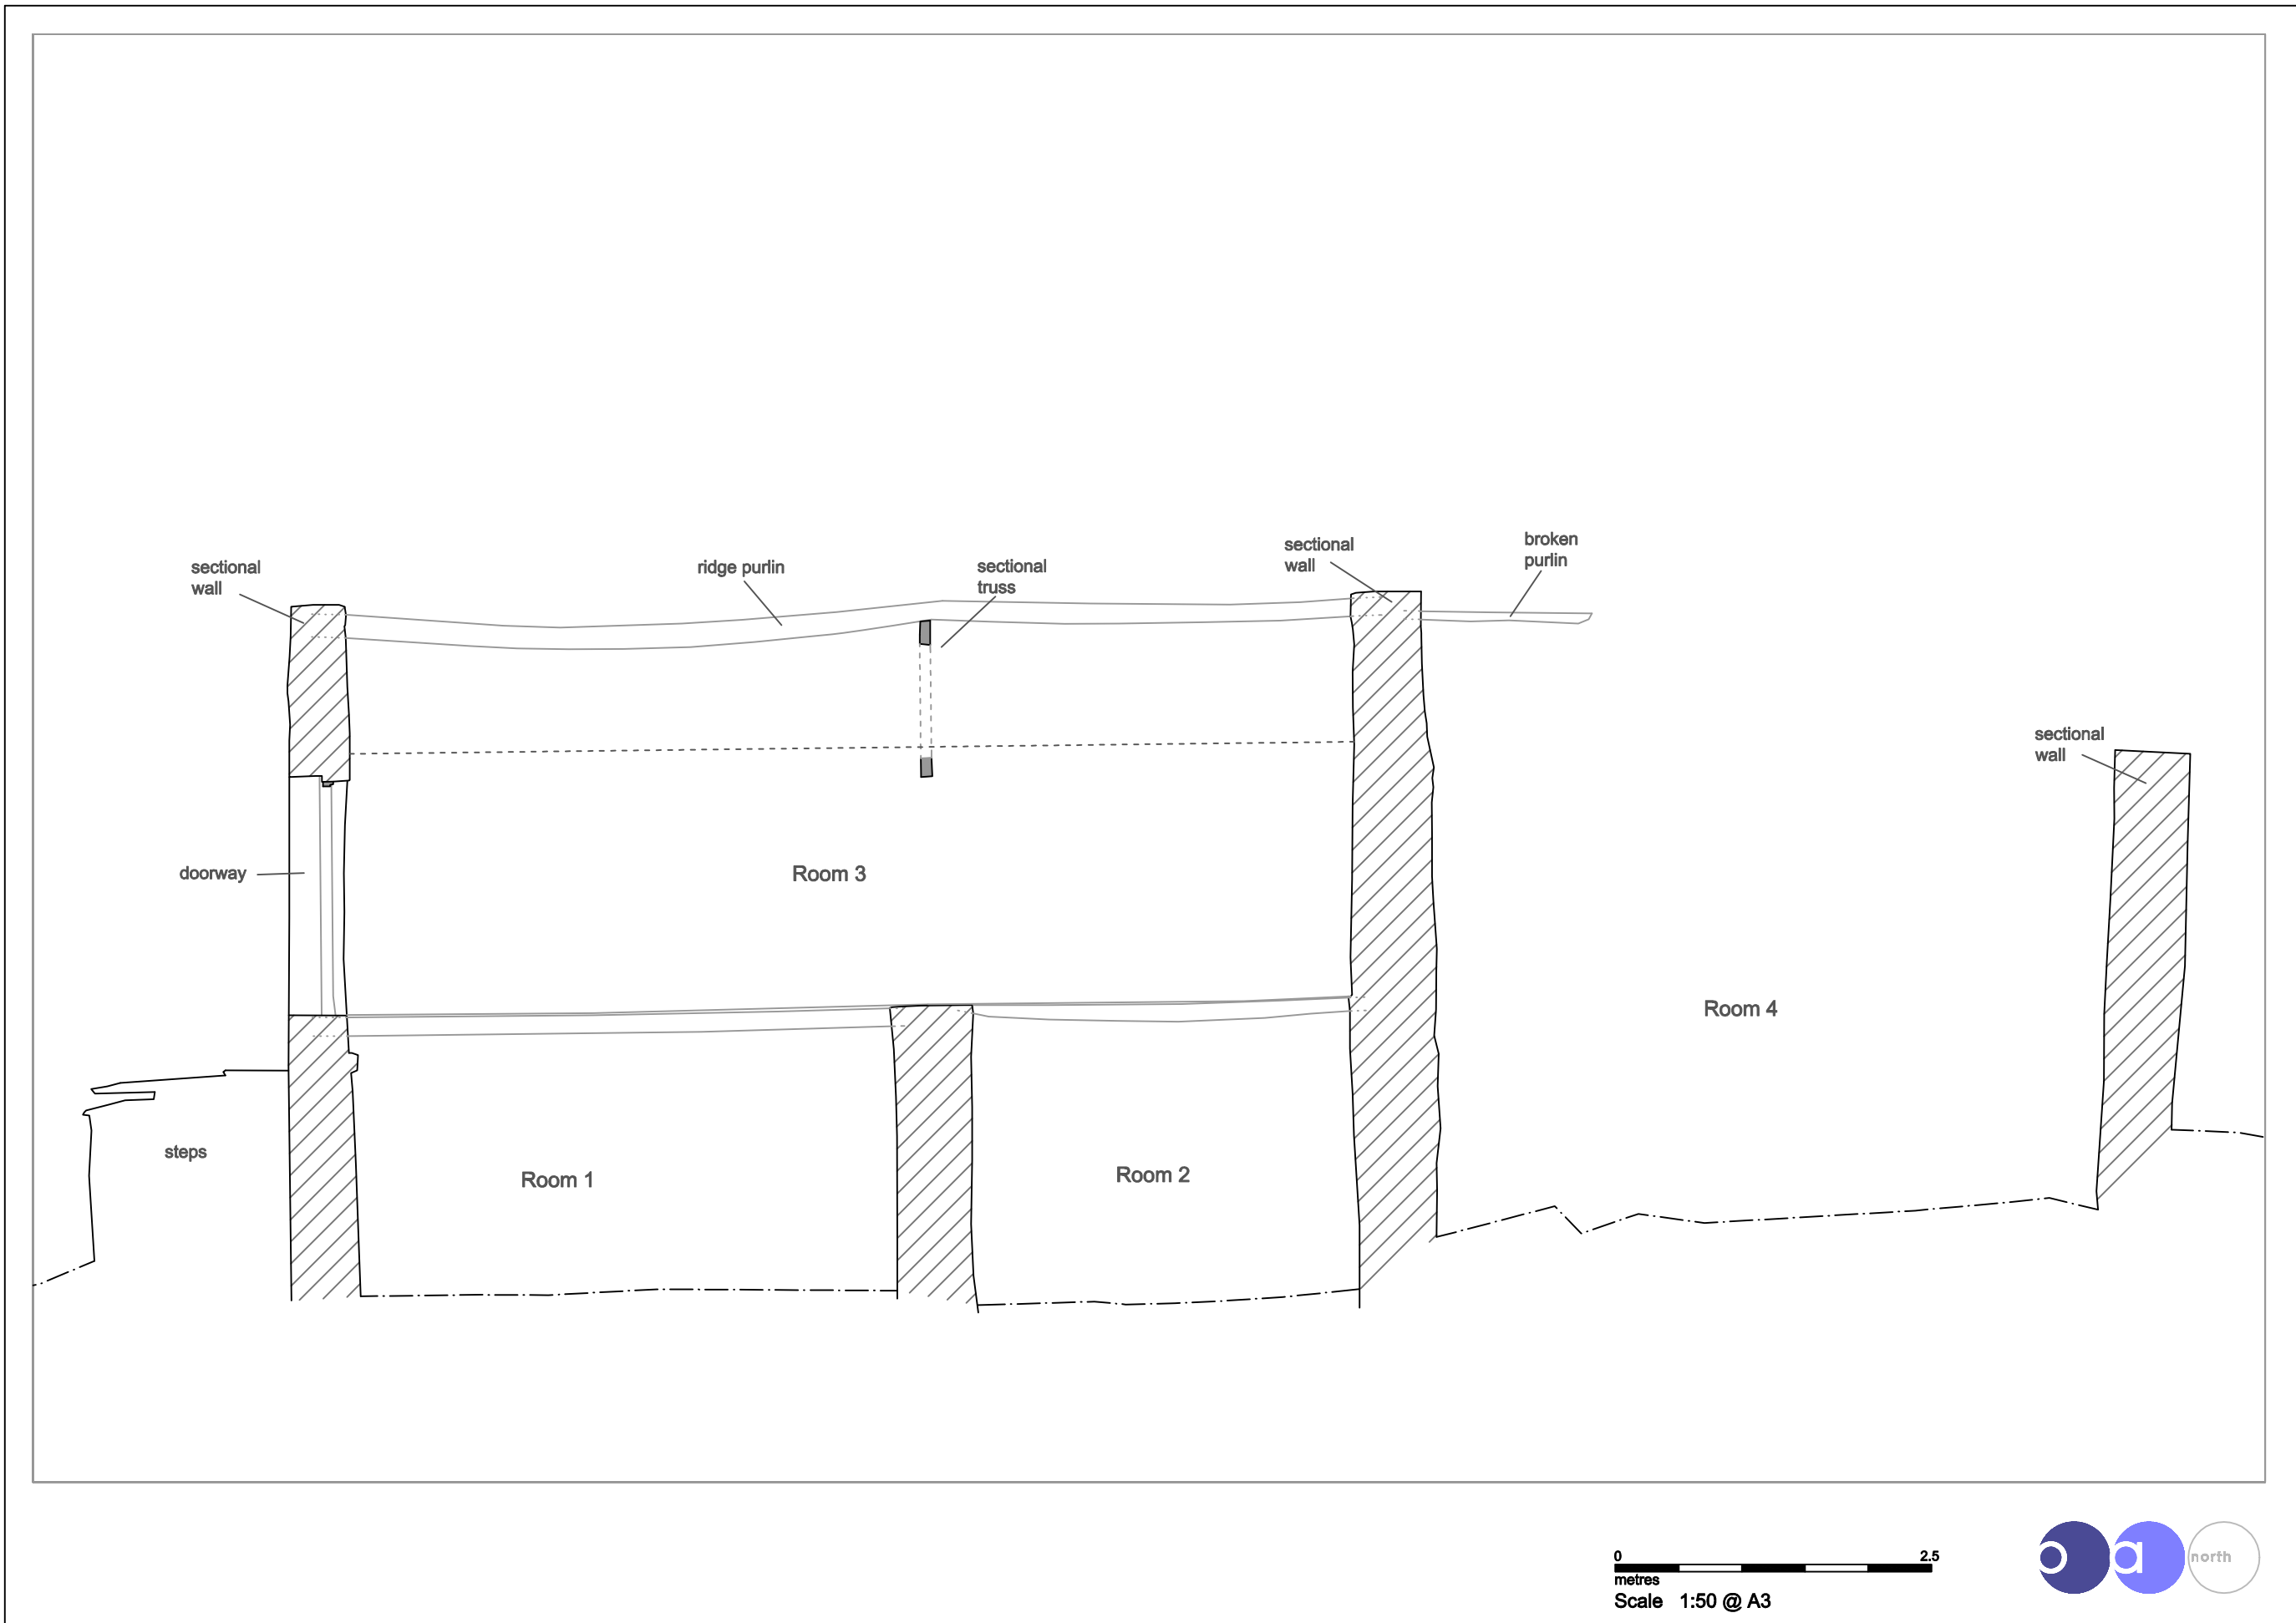 sectional
wall
ridge purlin
sectional
truss
sectional
wall
broken
purlin
sectional
wall
doorway
Room 3
Room 4
steps
Room 1
Room 2
0 2.5
metres
Scale 1:50 @ A3
oa north